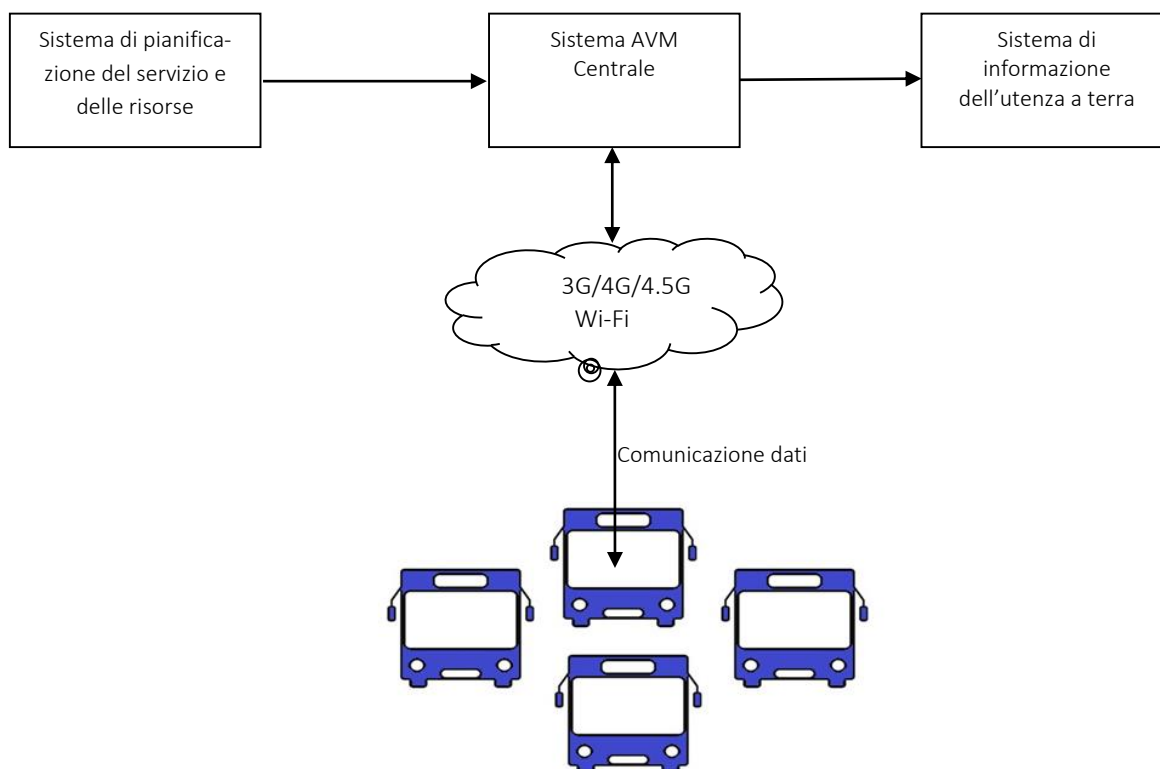 Sistema di pianifica-
zione del servizio e
delle risorse
Sistema AVM
Centrale
Sistema di
informazione
dell’utenza a terra
3G/4G/4.5G
Wi-Fi
Comunicazione dati